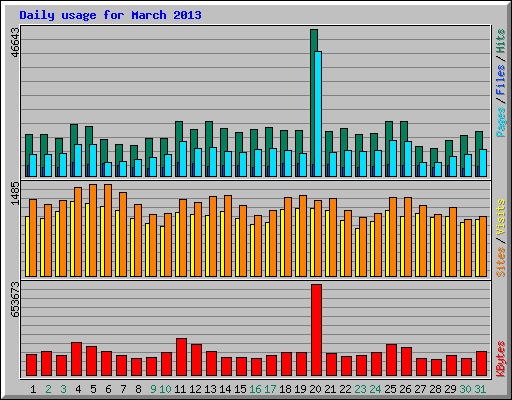 Daily usage for March 2013
46643
Pages / Files / Hits
1485
Sites / Visits
653673
KBytes
1 2 3 4 5 6 7 8 9 10 11 12 13 14 15 16 17 18 19 20 21 22 23 24 25 26 27 28 29 30 31